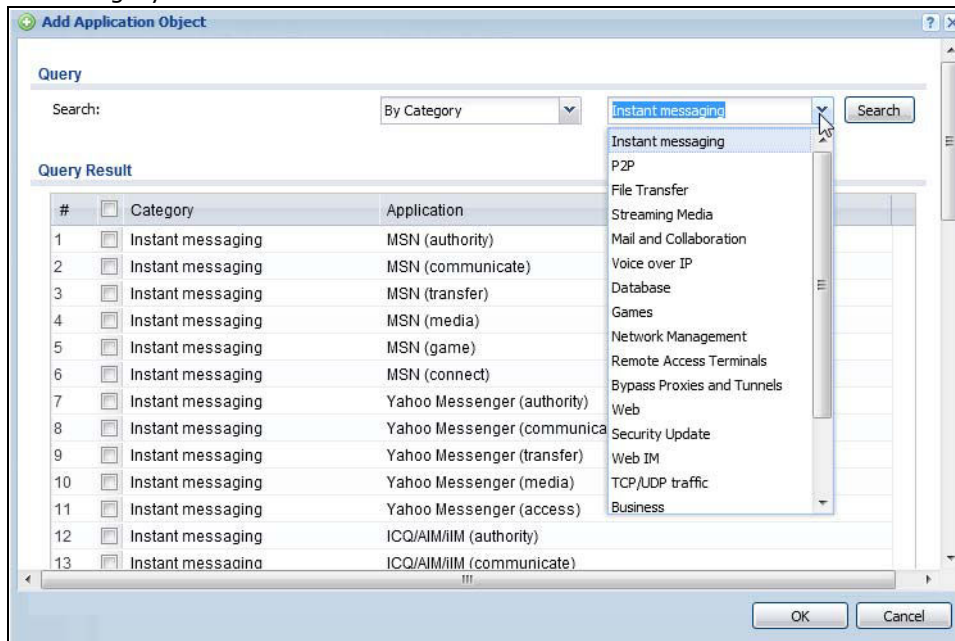 Add Application Object
Query
Search: By Category Instant messaging Search
Instant messaging
P2P
File Transfer
Streaming Media
Mail and Collaboration
Voice over IP
Database
Games
Network Management
Remote Access Terminals
Bypass Proxies and Tunnels
Web
Security Update
Web IM
TCP/UDP traffic
Business
Query Result
# Category Application
1 Instant messaging MSN (authority)
2 Instant messaging MSN (communicate)
3 Instant messaging MSN (transfer)
4 Instant messaging MSN (media)
5 Instant messaging MSN (game)
6 Instant messaging MSN (connect)
7 Instant messaging Yahoo Messenger (authority)
8 Instant messaging Yahoo Messenger (communica
9 Instant messaging Yahoo Messenger (transfer)
10 Instant messaging Yahoo Messenger (media)
11 Instant messaging Yahoo Messenger (access)
12 Instant messaging ICQ/AIM/iIM (authority)
13 Instant messaging ICQ/AIM/iIM (communicate)
OK Cancel